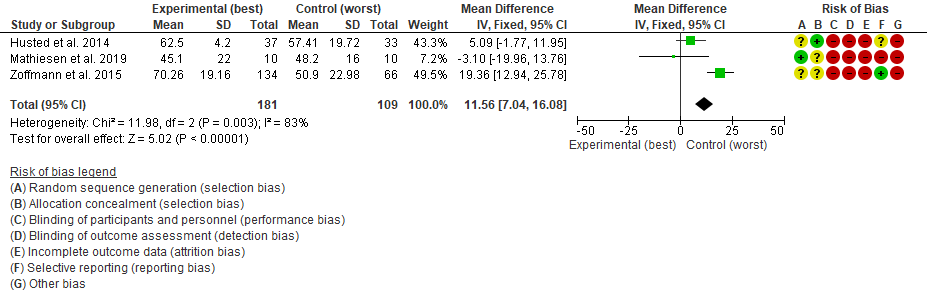 Experimental (best) Control (worst) Mean Difference Mean Difference Risk of Bias
Study or Subgroup Mean SD Total Mean SD Total Weight IV, Fixed, 95% CI IV, Fixed, 95% CI A B C D E F G
Husted et al. 2014 62.5 4.2 37 57.41 19.72 33 43.3% 5.09 [-1.77, 11.95] ? + − − − ? −
Mathiesen et al. 2019 45.1 22 10 48.2 16 10 7.2% -3.10 [-19.96, 13.76] + ? − − − − −
Zoffmann et al. 2015 70.26 19.16 134 50.9 22.98 66 49.5% 19.36 [12.94, 25.78] ? ? − − − + −
Total (95% CI) 181 109 100.0% 11.56 [7.04, 16.08]
Heterogeneity: Chi² = 11.98, df = 2 (P = 0.003); I² = 83%
Test for overall effect: Z = 5.02 (P < 0.00001)
-50 -25 0 25 50
Experimental (best) Control (worst)
Risk of bias legend
(A) Random sequence generation (selection bias)
(B) Allocation concealment (selection bias)
(C) Blinding of participants and personnel (performance bias)
(D) Blinding of outcome assessment (detection bias)
(E) Incomplete outcome data (attrition bias)
(F) Selective reporting (reporting bias)
(G) Other bias